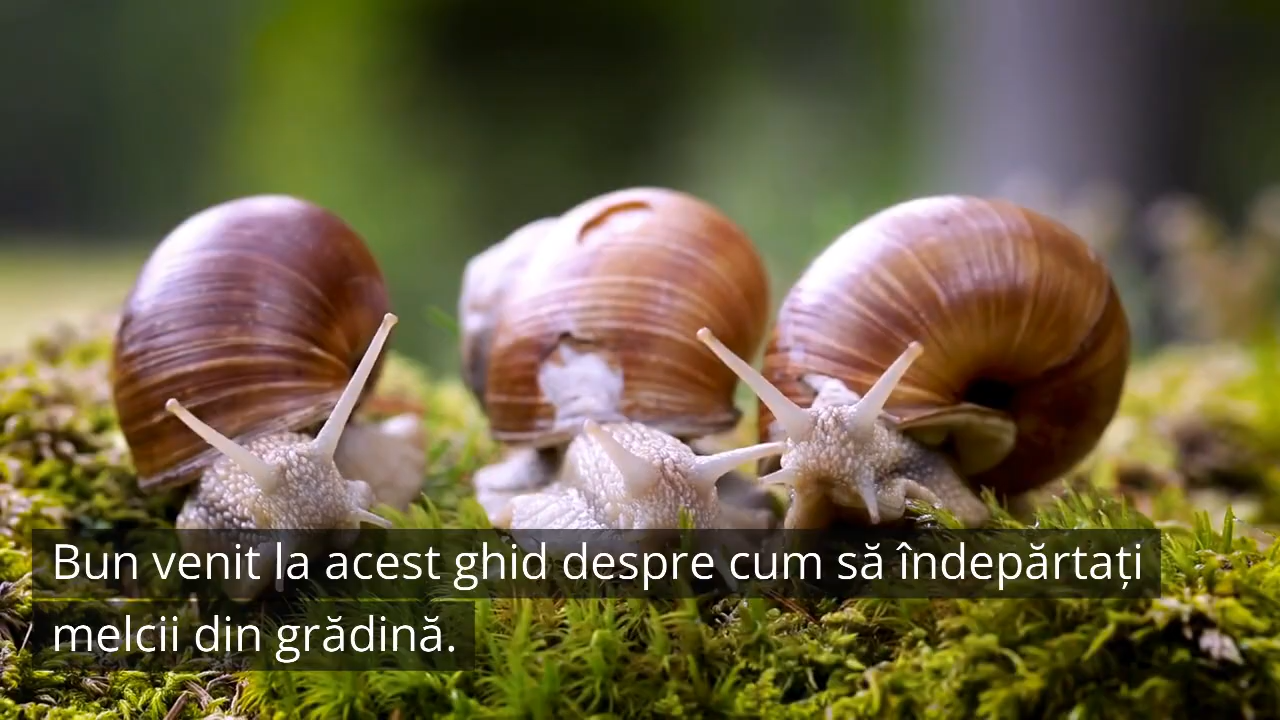 Bun venit la acest ghid despre cum să îndepărtați
melcii din grădină.